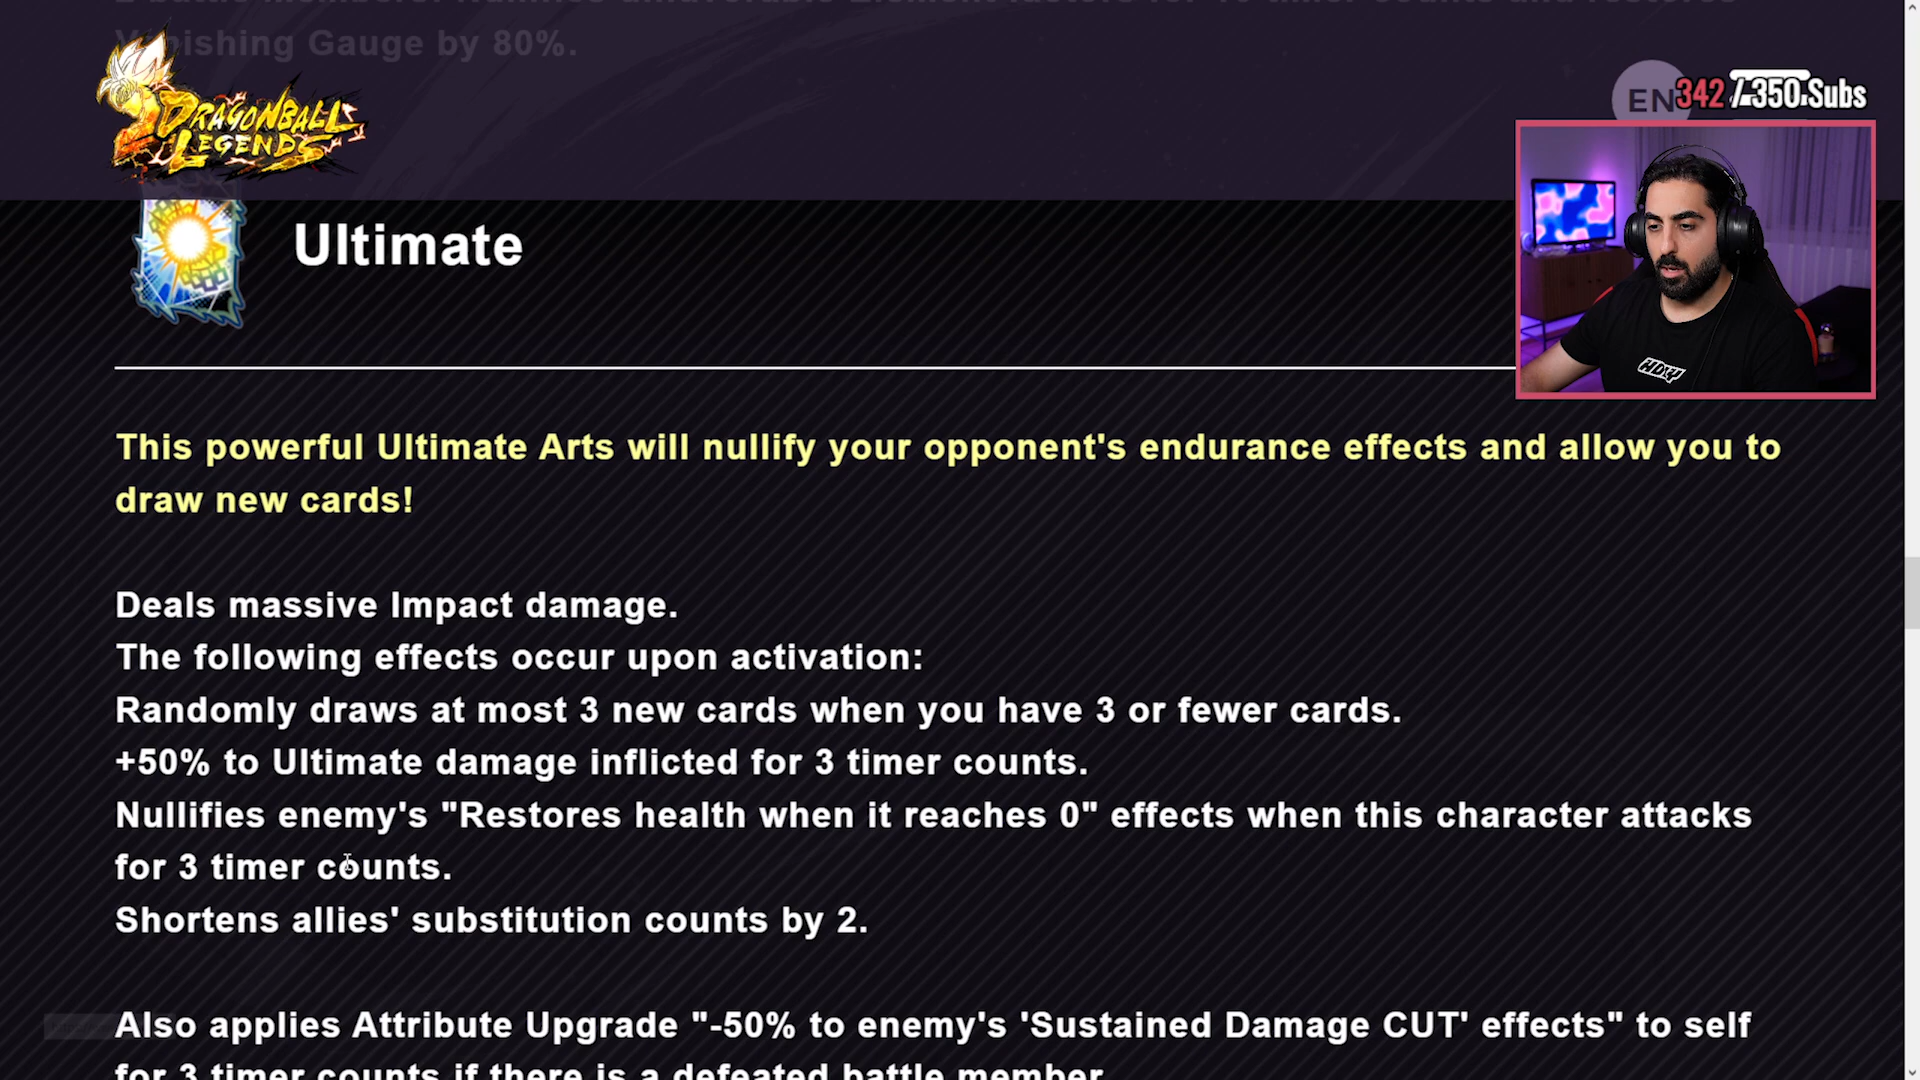 Vanishing Gauge by 80%.
DRAGONBALL
LEGENDS
EN
342 / 350 Subs
Ultimate
HOLY
This powerful Ultimate Arts will nullify your opponent's endurance effects and allow you to
draw new cards!
Deals massive Impact damage.
The following effects occur upon activation:
Randomly draws at most 3 new cards when you have 3 or fewer cards.
+50% to Ultimate damage inflicted for 3 timer counts.
Nullifies enemy's "Restores health when it reaches 0" effects when this character attacks
for 3 timer counts.
Shortens allies' substitution counts by 2.
Also applies Attribute Upgrade "-50% to enemy's 'Sustained Damage CUT' effects" to self
for 3 timer counts if there is a defeated battle member.